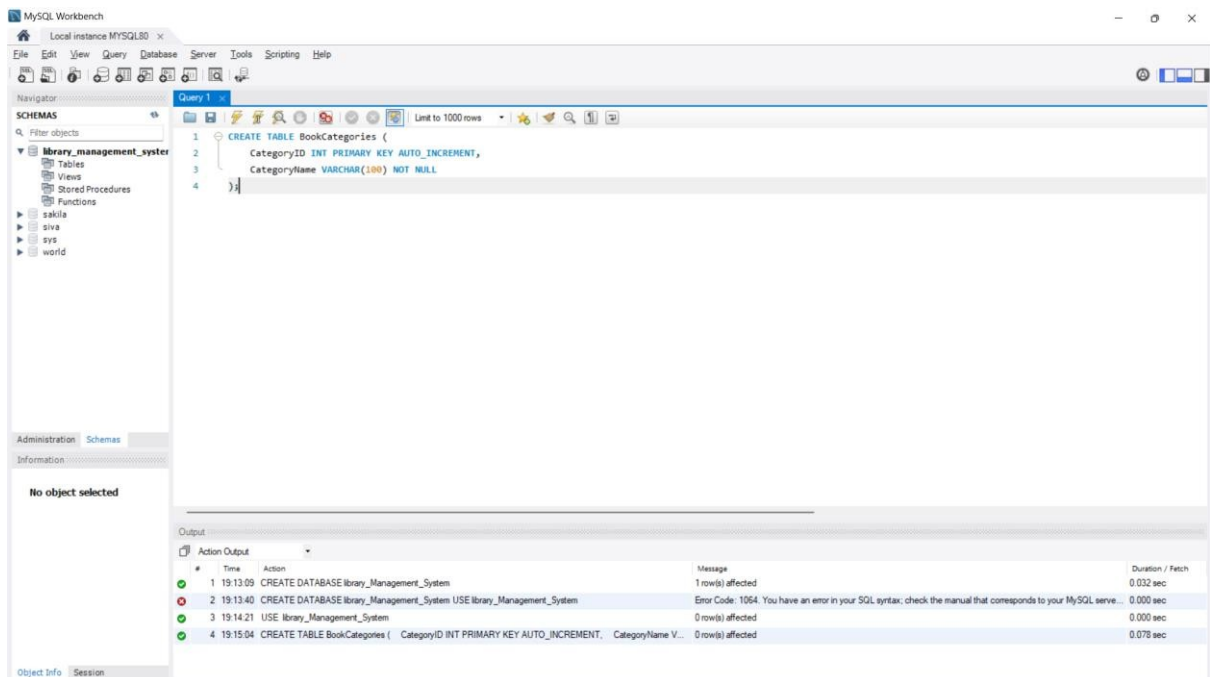 MySQL Workbench
Local instance MYSQL80 ×
File Edit View Query Database Server Tools Scripting Help
Navigator
Query 1 ×
SCHEMAS
Filter objects
library_management_syster
Tables
Views
Stored Procedures
Functions
sakila
siva
sys
world
Limit to 1000 rows
1 CREATE TABLE BookCategories (
2 CategoryID INT PRIMARY KEY AUTO_INCREMENT,
3 CategoryName VARCHAR(100) NOT NULL
4 );
Administration Schemas
Information
No object selected
Object Info Session
Output
Action Output
# Time Action Message Duration / Fetch
1 19:13:09 CREATE DATABASE library_Management_System 1 row(s) affected 0.032 sec
2 19:13:40 CREATE DATABASE library_Management_System USE library_Management_System Error Code: 1064. You have an error in your SQL syntax; check the manual that corresponds to your MySQL serve... 0.000 sec
3 19:14:21 USE library_Management_System 0 row(s) affected 0.000 sec
4 19:15:04 CREATE TABLE BookCategories ( CategoryID INT PRIMARY KEY AUTO_INCREMENT, CategoryName V... 0 row(s) affected 0.078 sec